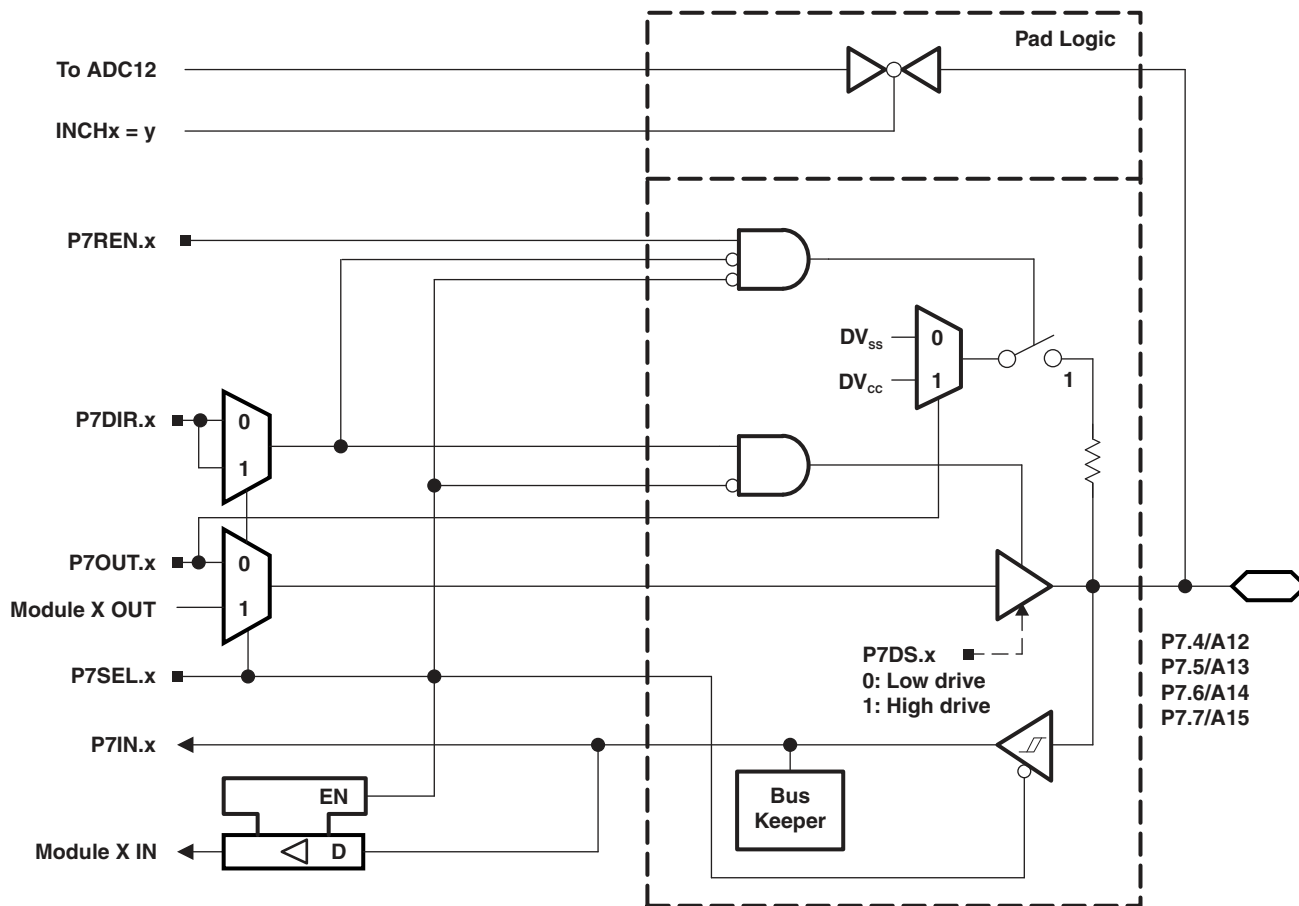 Pad Logic
To ADC12
INCHx = y
P7REN.x
DVSS
0
DVCC
1
1
P7DIR.x
0
1
P7OUT.x
0
Module X OUT
1
P7SEL.x
P7DS.x
0: Low drive
1: High drive
P7.4/A12
P7.5/A13
P7.6/A14
P7.7/A15
P7IN.x
EN
Bus
Keeper
Module X IN
D